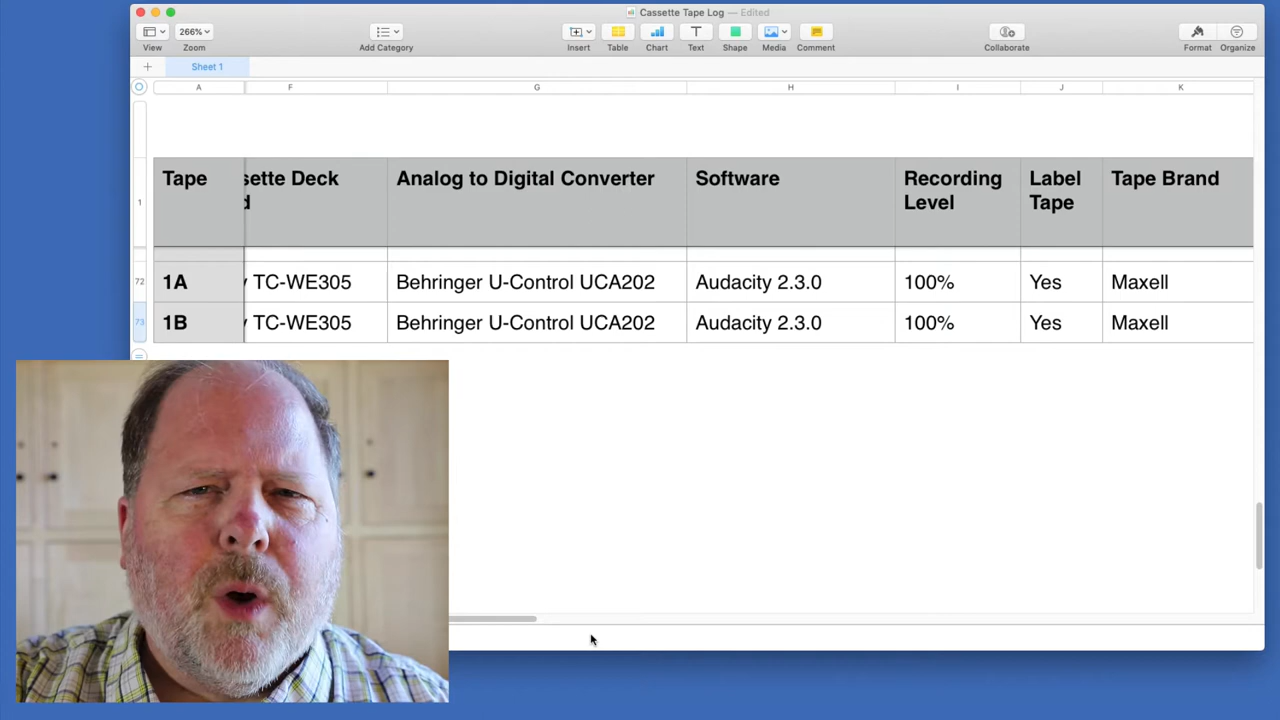 Cassette Tape Log — Edited
266%
View Zoom Add Category Insert Table Chart Text Shape Media Comment Collaborate Format Organize
Sheet 1
A F G H I J K
Tape sette Deck Analog to Digital Converter Software Recording Label Tape Brand
d Level Tape
1
72 1A TC-WE305 Behringer U-Control UCA202 Audacity 2.3.0 100% Yes Maxell
73 1B TC-WE305 Behringer U-Control UCA202 Audacity 2.3.0 100% Yes Maxell